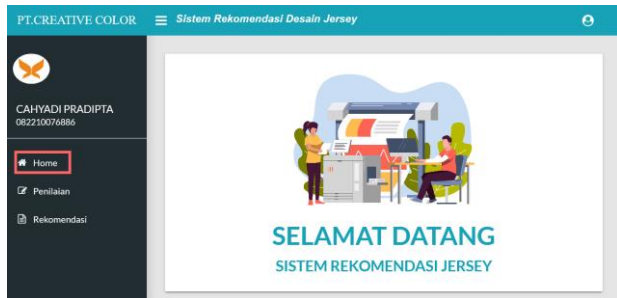 PT.CREATIVE COLOR
Sistem Rekomendasi Desain Jersey
CAHYADI PRADIPTA
082210076886
Home
Penilaian
Rekomendasi
SELAMAT DATANG
SISTEM REKOMENDASI JERSEY